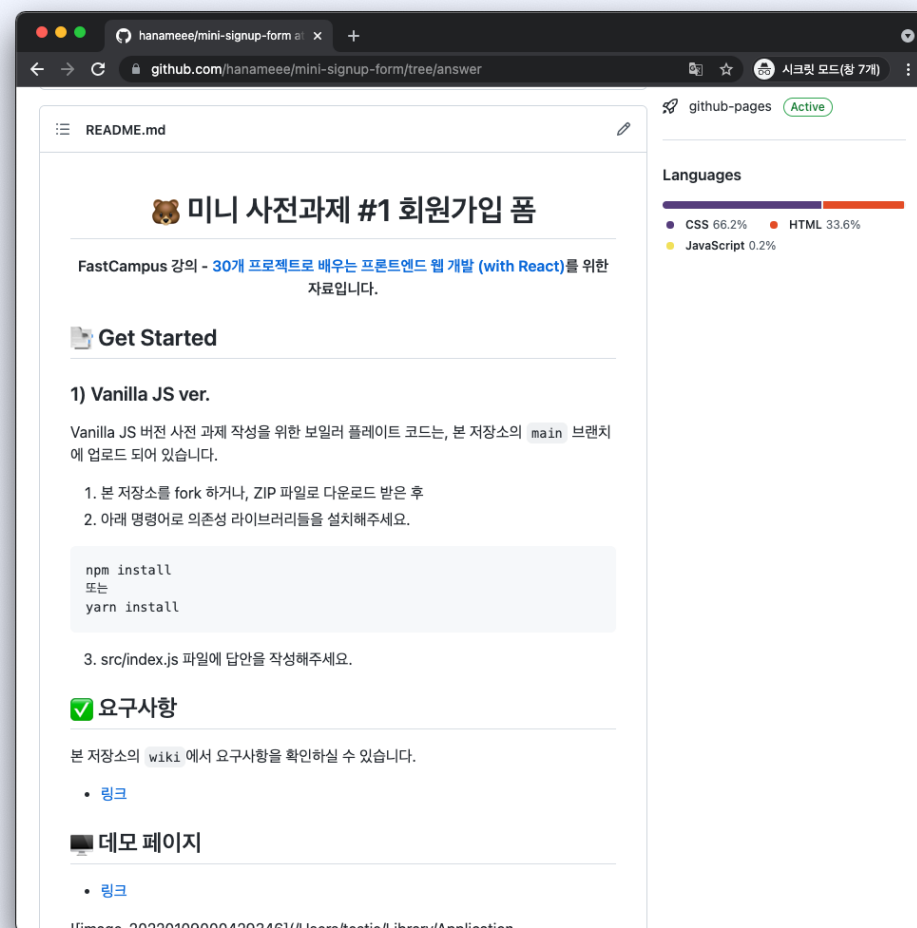 hanameee/mini-signup-form at
github.com/hanameee/mini-signup-form/tree/answer
시크릿 모드(창 7개)
README.md
🐻 미니 사전과제 #1 회원가입 폼
FastCampus 강의 - 30개 프로젝트로 배우는 프론트엔드 웹 개발 (with React)를 위한
자료입니다.
📑 Get Started
1) Vanilla JS ver.
Vanilla JS 버전 사전 과제 작성을 위한 보일러 플레이트 코드는, 본 저장소의 main 브랜치
에 업로드 되어 있습니다.
1. 본 저장소를 fork 하거나, ZIP 파일로 다운로드 받은 후
2. 아래 명령어로 의존성 라이브러리들을 설치해주세요.
npm install
또는
yarn install
3. src/index.js 파일에 답안을 작성해주세요.
✅ 요구사항
본 저장소의 wiki 에서 요구사항을 확인하실 수 있습니다.
• 링크
🖥 데모 페이지
• 링크
![image-20220109000429346](/Users/testic/Library/Application
github-pages Active
Languages
CSS 66.2% HTML 33.6%
JavaScript 0.2%